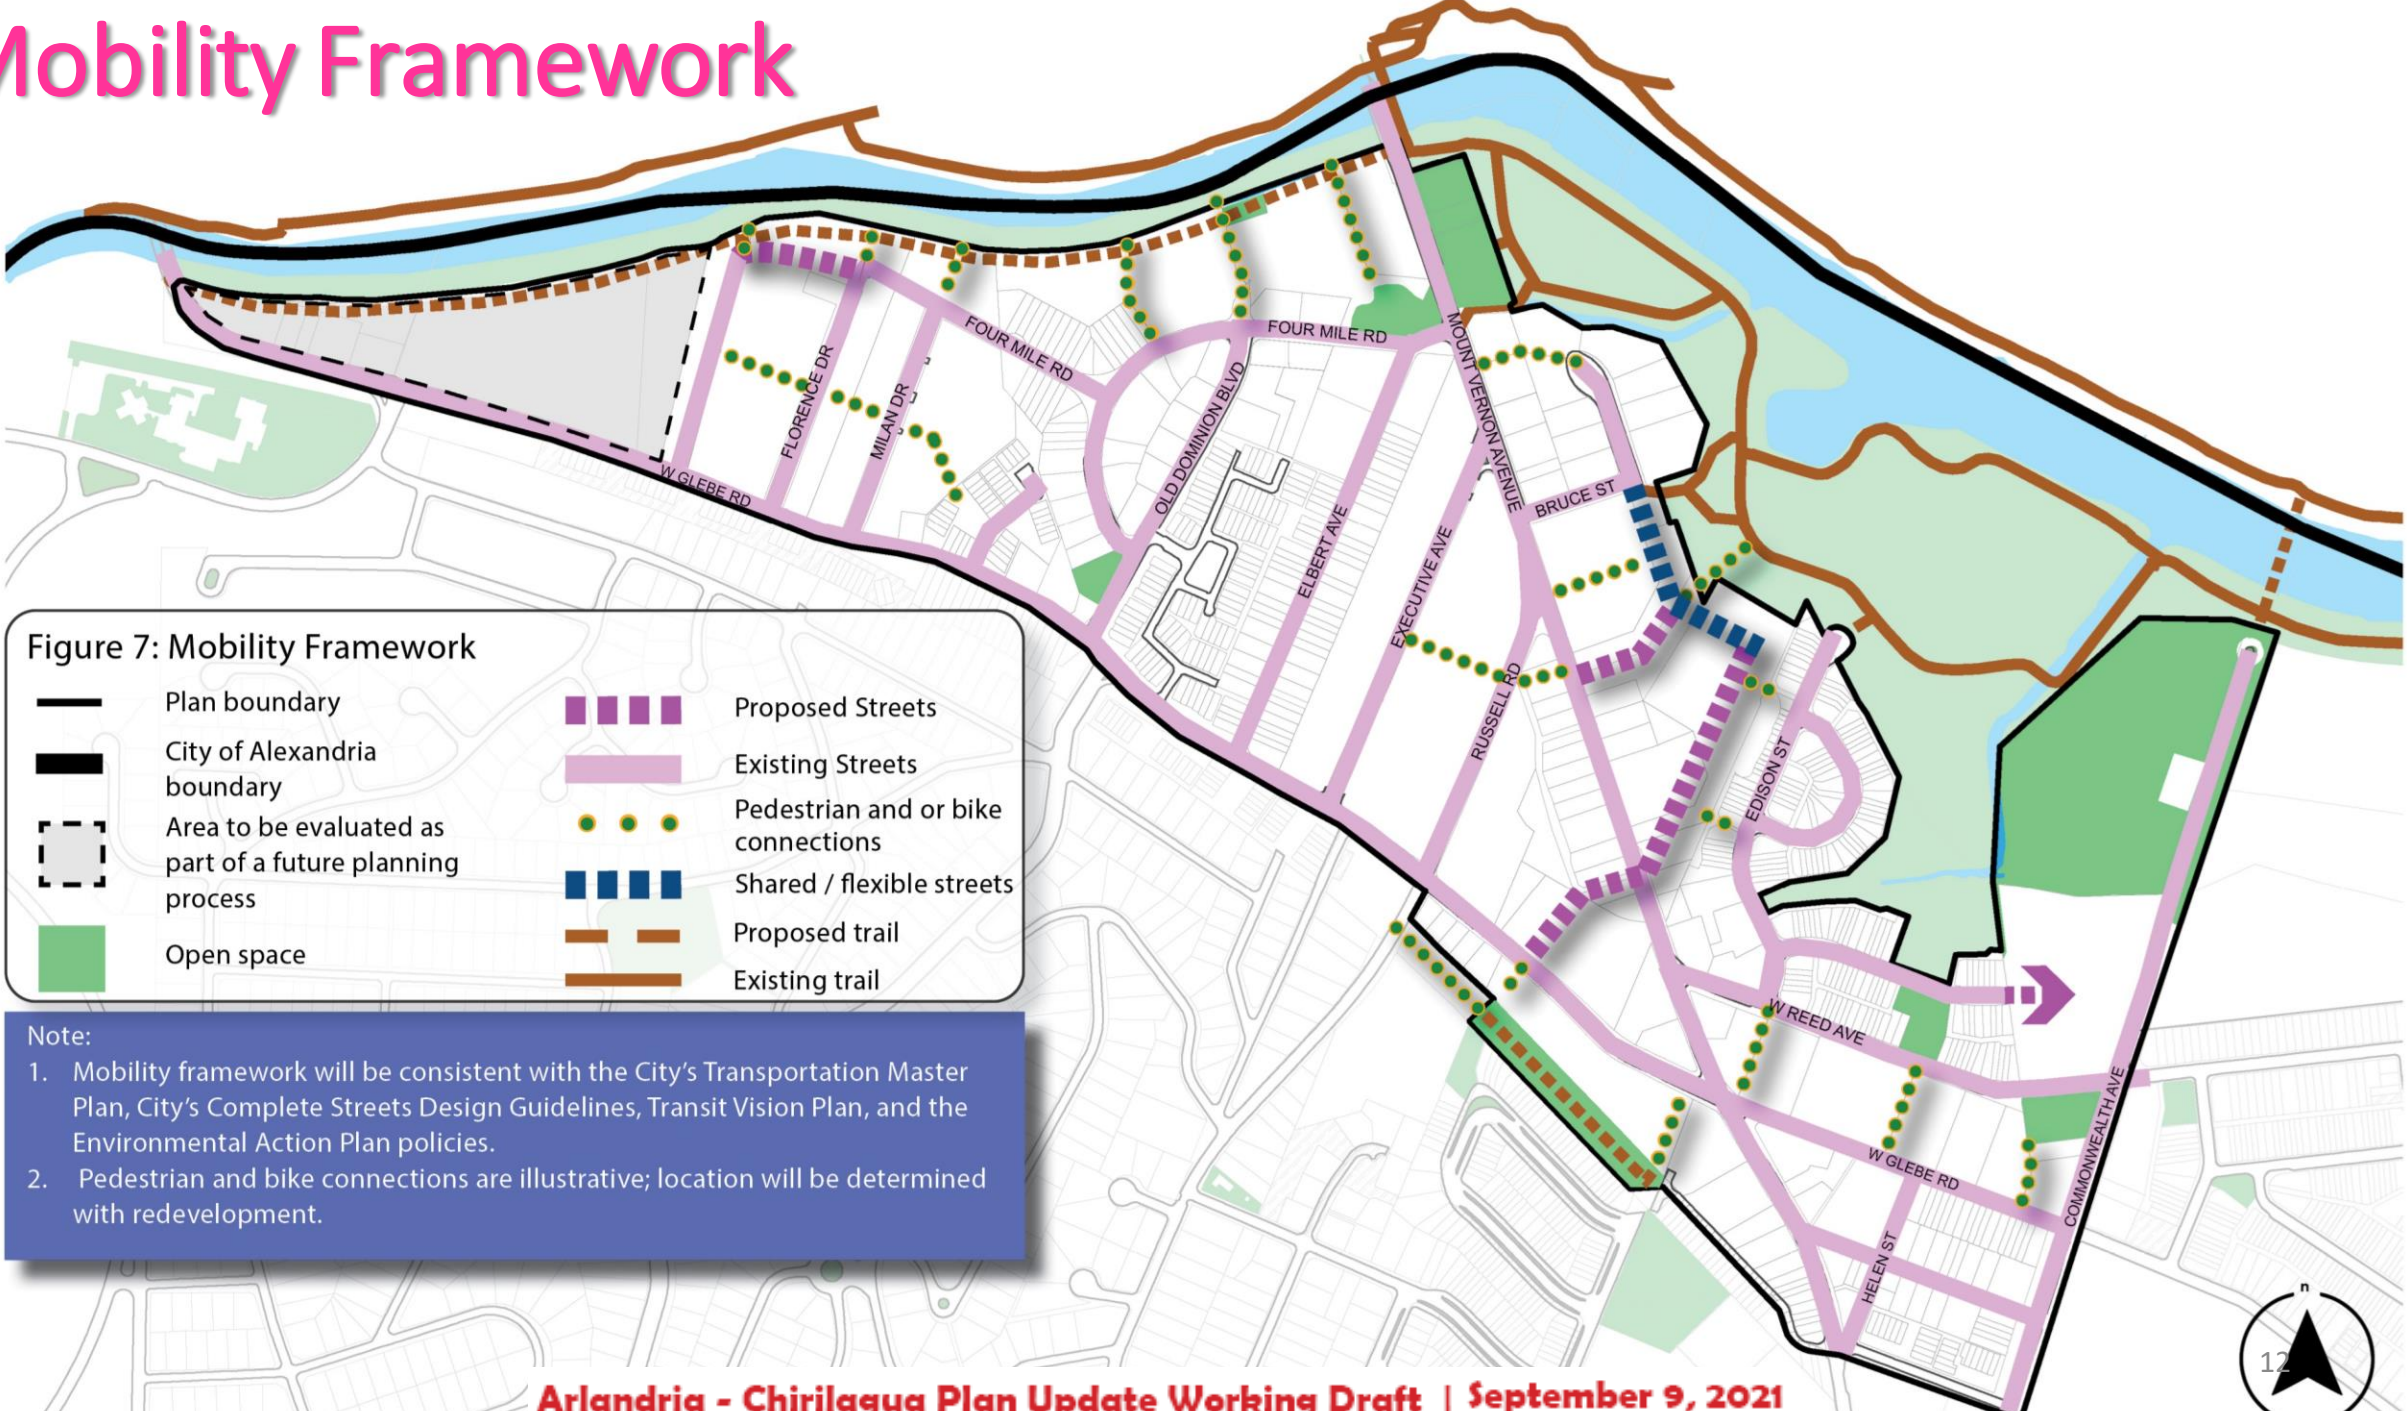 Mobility Framework
FOUR MILE RD
FOUR MILE RD
FLORENCE DR
MILAN DR
OLD DOMINION BLVD
MOUNT VERNON AVENUE
W GLEBE RD
BRUCE ST
ELBERT AVE
EXECUTIVE AVE
RUSSELL RD
EDISON ST
W REED AVE
W GLEBE RD
COMMONWEALTH AVE
HELEN ST
Figure 7: Mobility Framework
Plan boundary
City of Alexandria
boundary
Area to be evaluated as
part of a future planning
process
Open space
Proposed Streets
Existing Streets
Pedestrian and or bike
connections
Shared / flexible streets
Proposed trail
Existing trail
Note:
1. Mobility framework will be consistent with the City's Transportation Master
Plan, City's Complete Streets Design Guidelines, Transit Vision Plan, and the
Environmental Action Plan policies.
2. Pedestrian and bike connections are illustrative; location will be determined
with redevelopment.
n
12
Arlandria - Chirilagua Plan Update Working Draft | September 9, 2021